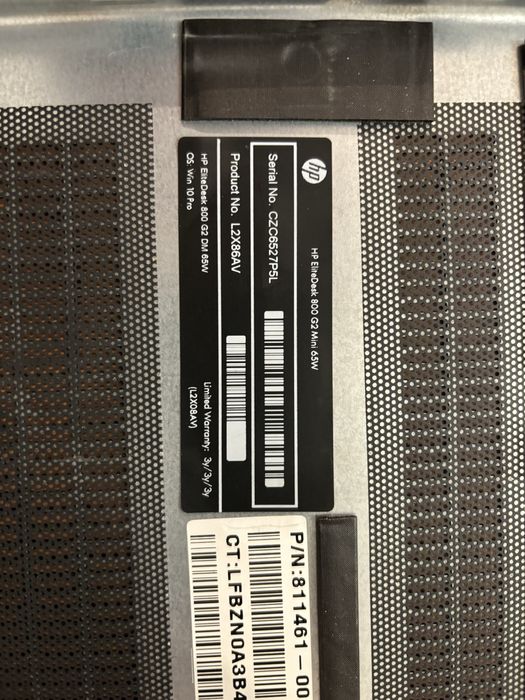 hp
HP EliteDesk 800 G2 Mini 65W
Serial No. CZC6527P5L
Product No. L2X86AV
HP EliteDesk 800 G2 DM 65W
Limited Warranty: 3y/3y/3y
OS: Win 10 Pro
(L2X08AV)
P/N:811461-00
CT:LFBZN0A3B4